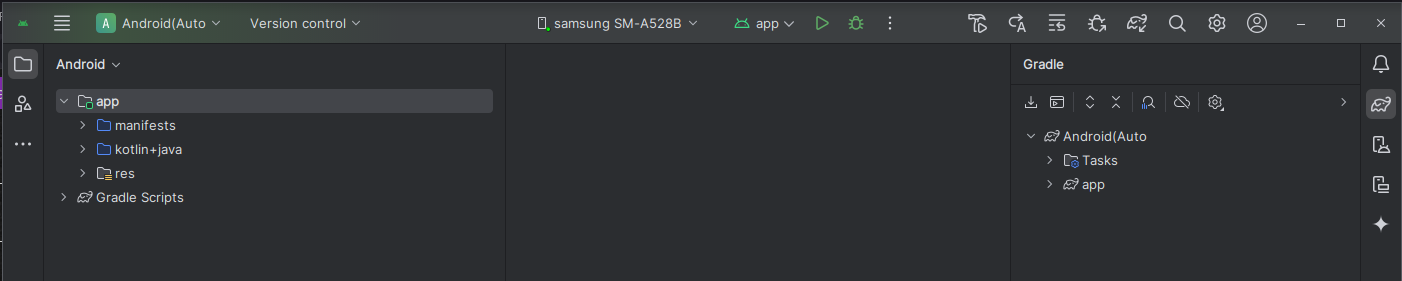 A Android(Auto Version control samsung SM-A528B app
Android
Gradle
app
manifests
kotlin+java
res
Gradle Scripts
Android(Auto
Tasks
app